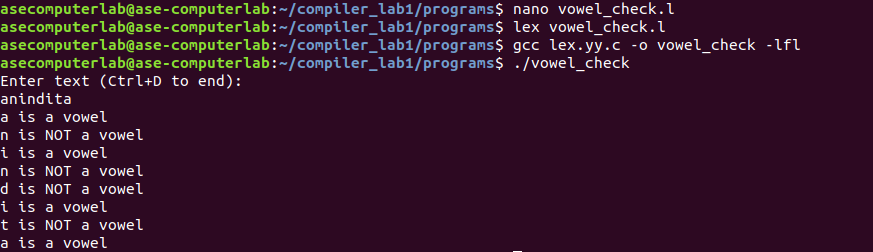 asecomputerlab@ase-computerlab:~/compiler_lab1/programs$ nano vowel_check.l
asecomputerlab@ase-computerlab:~/compiler_lab1/programs$ lex vowel_check.l
asecomputerlab@ase-computerlab:~/compiler_lab1/programs$ gcc lex.yy.c -o vowel_check -lfl
asecomputerlab@ase-computerlab:~/compiler_lab1/programs$ ./vowel_check
Enter text (Ctrl+D to end):
anindita
a is a vowel
n is NOT a vowel
i is a vowel
n is NOT a vowel
d is NOT a vowel
i is a vowel
t is NOT a vowel
a is a vowel